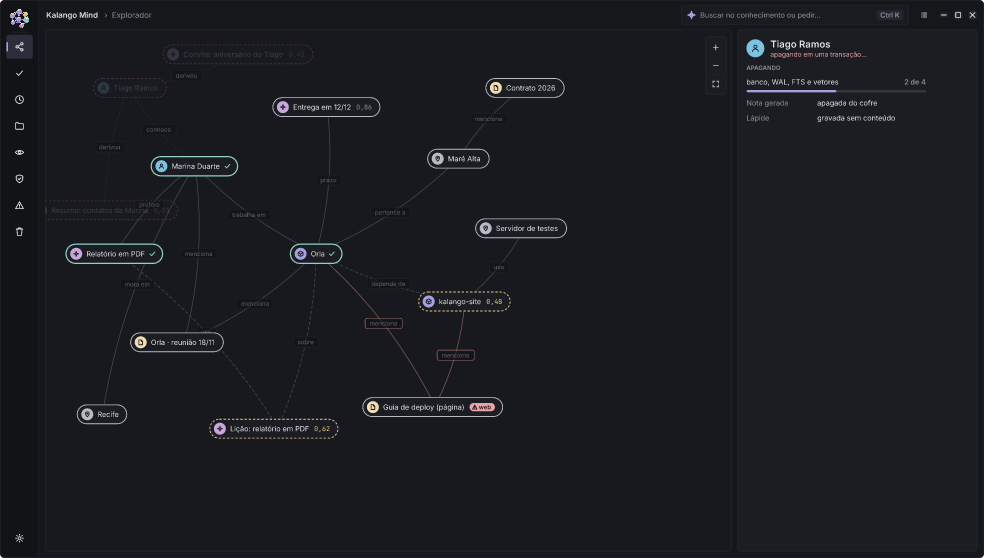 Kalango Mind › Explorador
Buscar no conhecimento ou pedir... Ctrl K
Convite: aniversário do Tiago 0,41
derivou
Tiago Ramos
Entrega em 12/12 0,86
Contrato 2026
menciona
conhece
derivou
Maré Alta
Marina Duarte
prazo
prefere
Resumo: contatos da Marina
trabalha em
pertence a
Servidor de testes
Relatório em PDF
menciona
Orla
usa
mora em
depende de
kalango-site 0,48
menciona
menciona
Orla - reunião 18/11
sobre
menciona
Recife
Guia de deploy (página) web
Lição: relatório em PDF 0,62
Tiago Ramos
apagando em uma transação...
APAGANDO
banco, WAL, FTS e vetores 2 de 4
Nota gerada apagada do cofre
Lápide gravada sem conteúdo